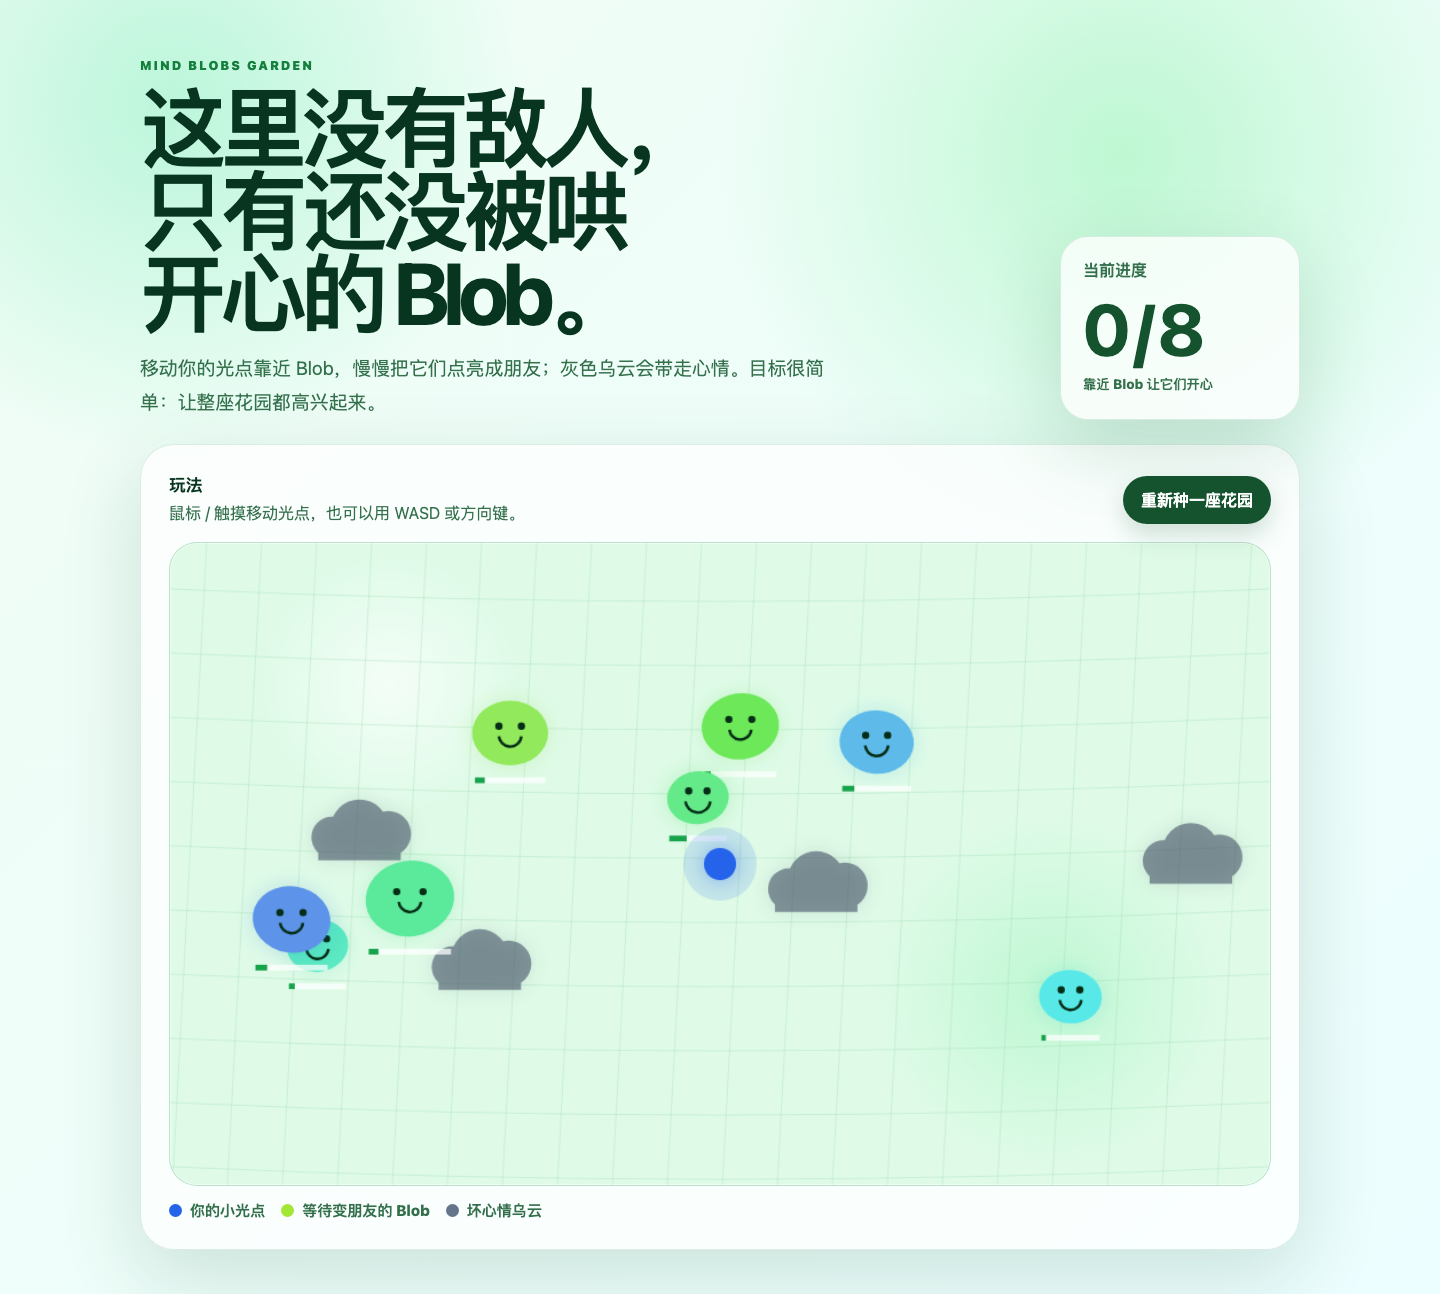 MIND BLOBS GARDEN
这里没有敌人，
只有还没被哄
开心的 Blob。
移动你的光点靠近 Blob，慢慢把它们点亮成朋友；灰色乌云会带走心情。目标很简
单：让整座花园都高兴起来。
当前进度
0/8
靠近 Blob 让它们开心
玩法
鼠标 / 触摸移动光点，也可以用 WASD 或方向键。
重新种一座花园
你的小光点
等待变朋友的 Blob
坏心情乌云